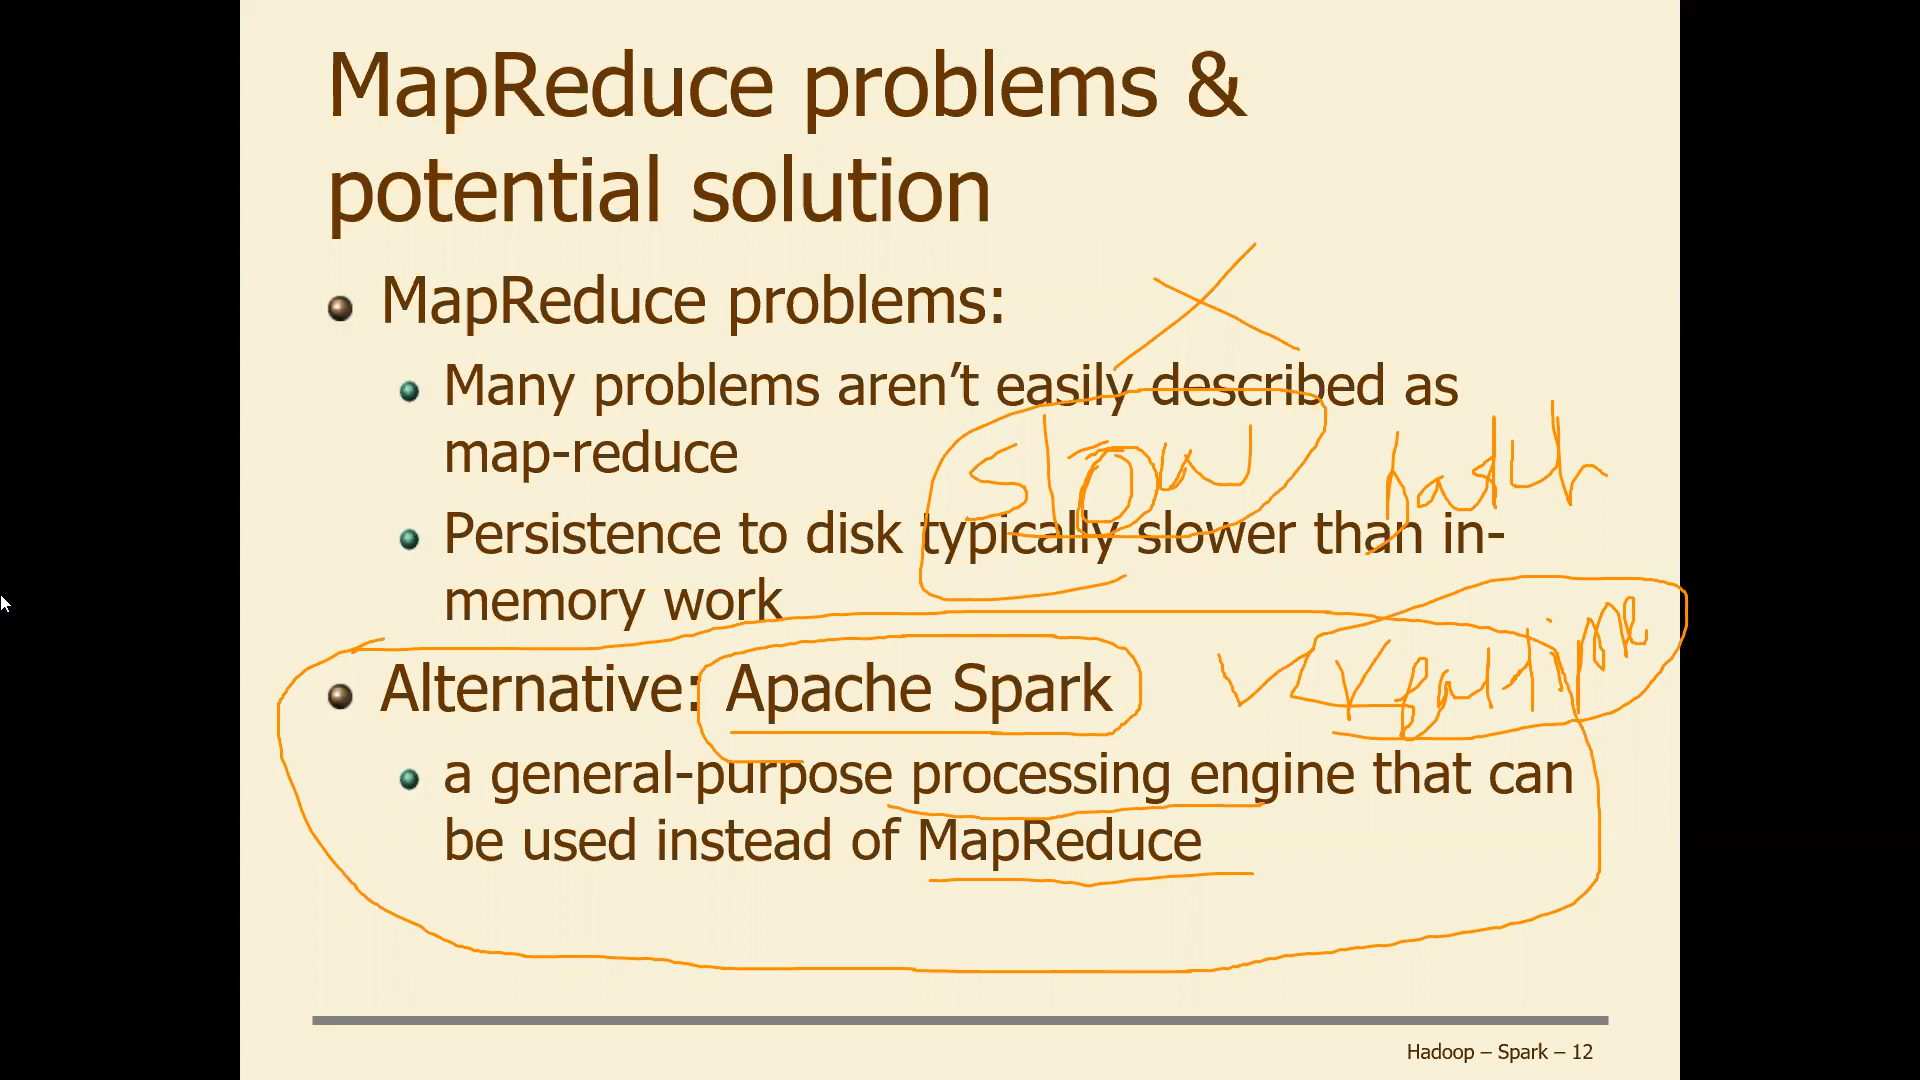 MapReduce problems &
potential solution
MapReduce problems:
Many problems aren’t easily described as
map-reduce
slow
batch
Persistence to disk typically slower than in-
memory work
Alternative: Apache Spark
real time
a general-purpose processing engine that can
be used instead of MapReduce
Hadoop – Spark – 12